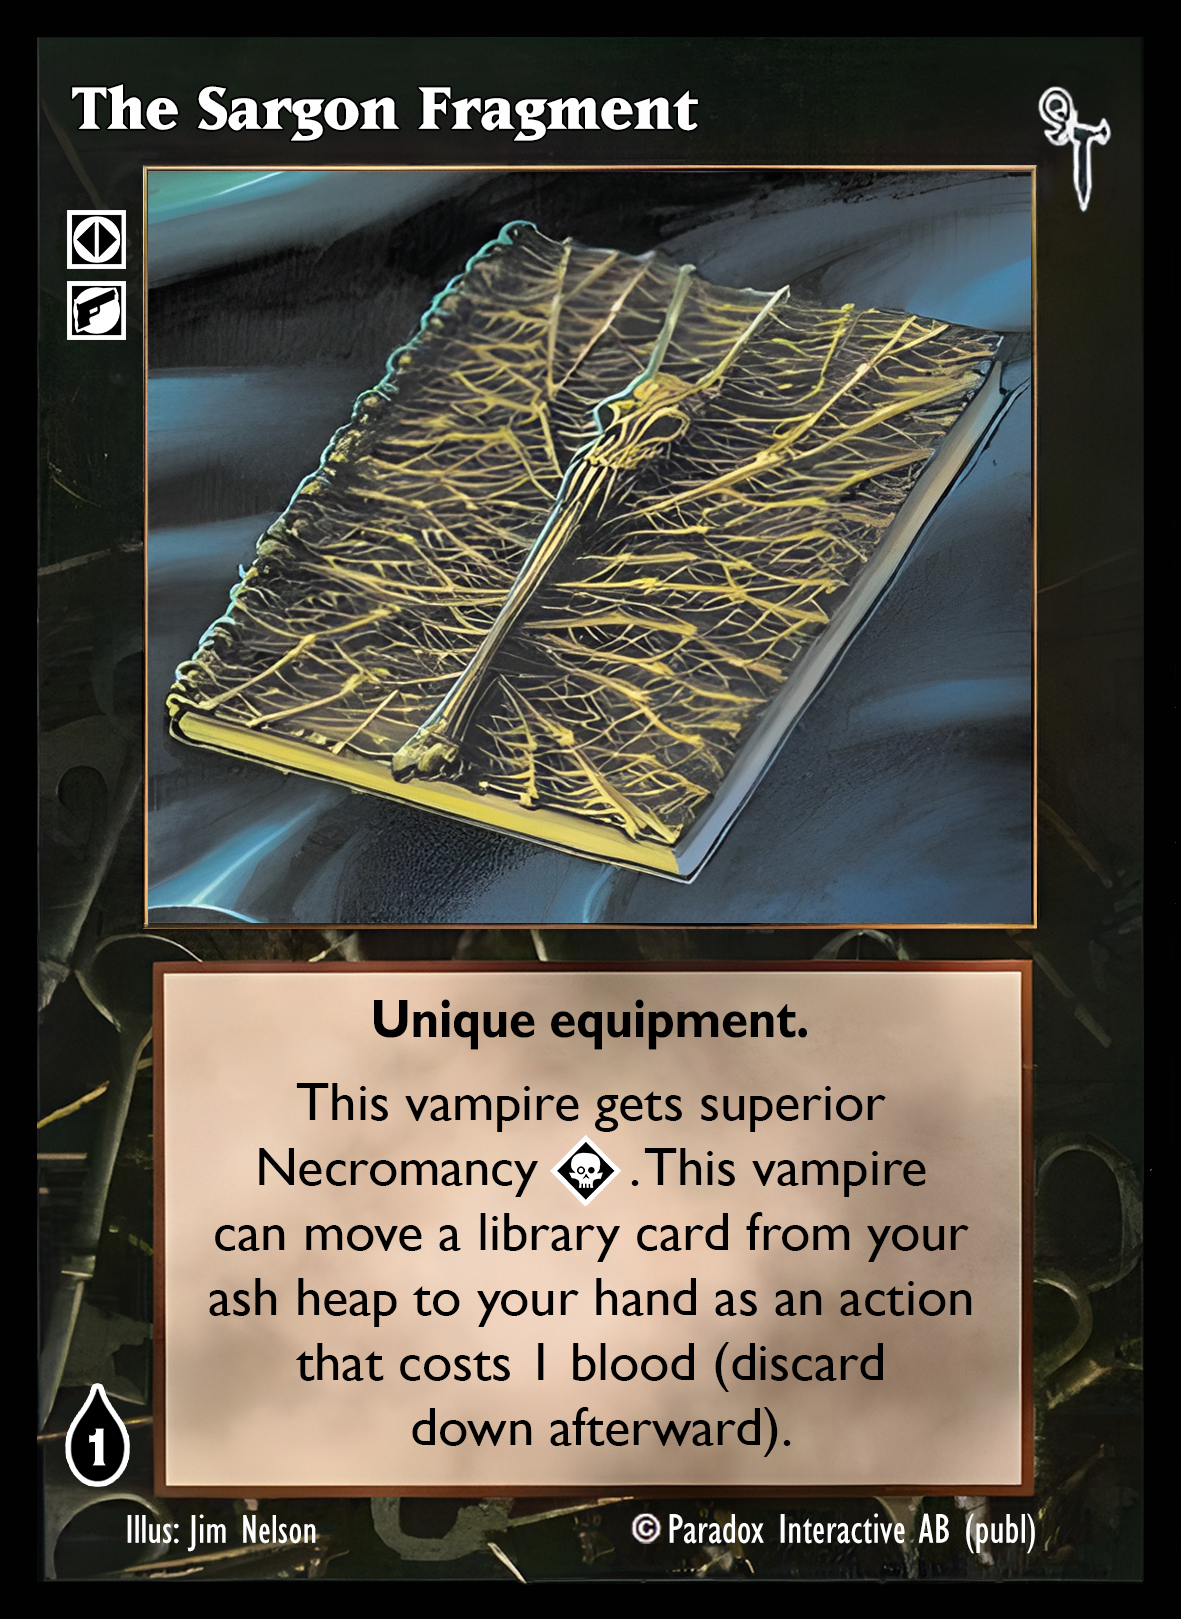 The Sargon Fragment
Unique equipment.
This vampire gets superior
Necromancy . This vampire
can move a library card from your
ash heap to your hand as an action
that costs 1 blood (discard
down afterward).
1
Illus: Jim Nelson
© Paradox Interactive AB (publ)